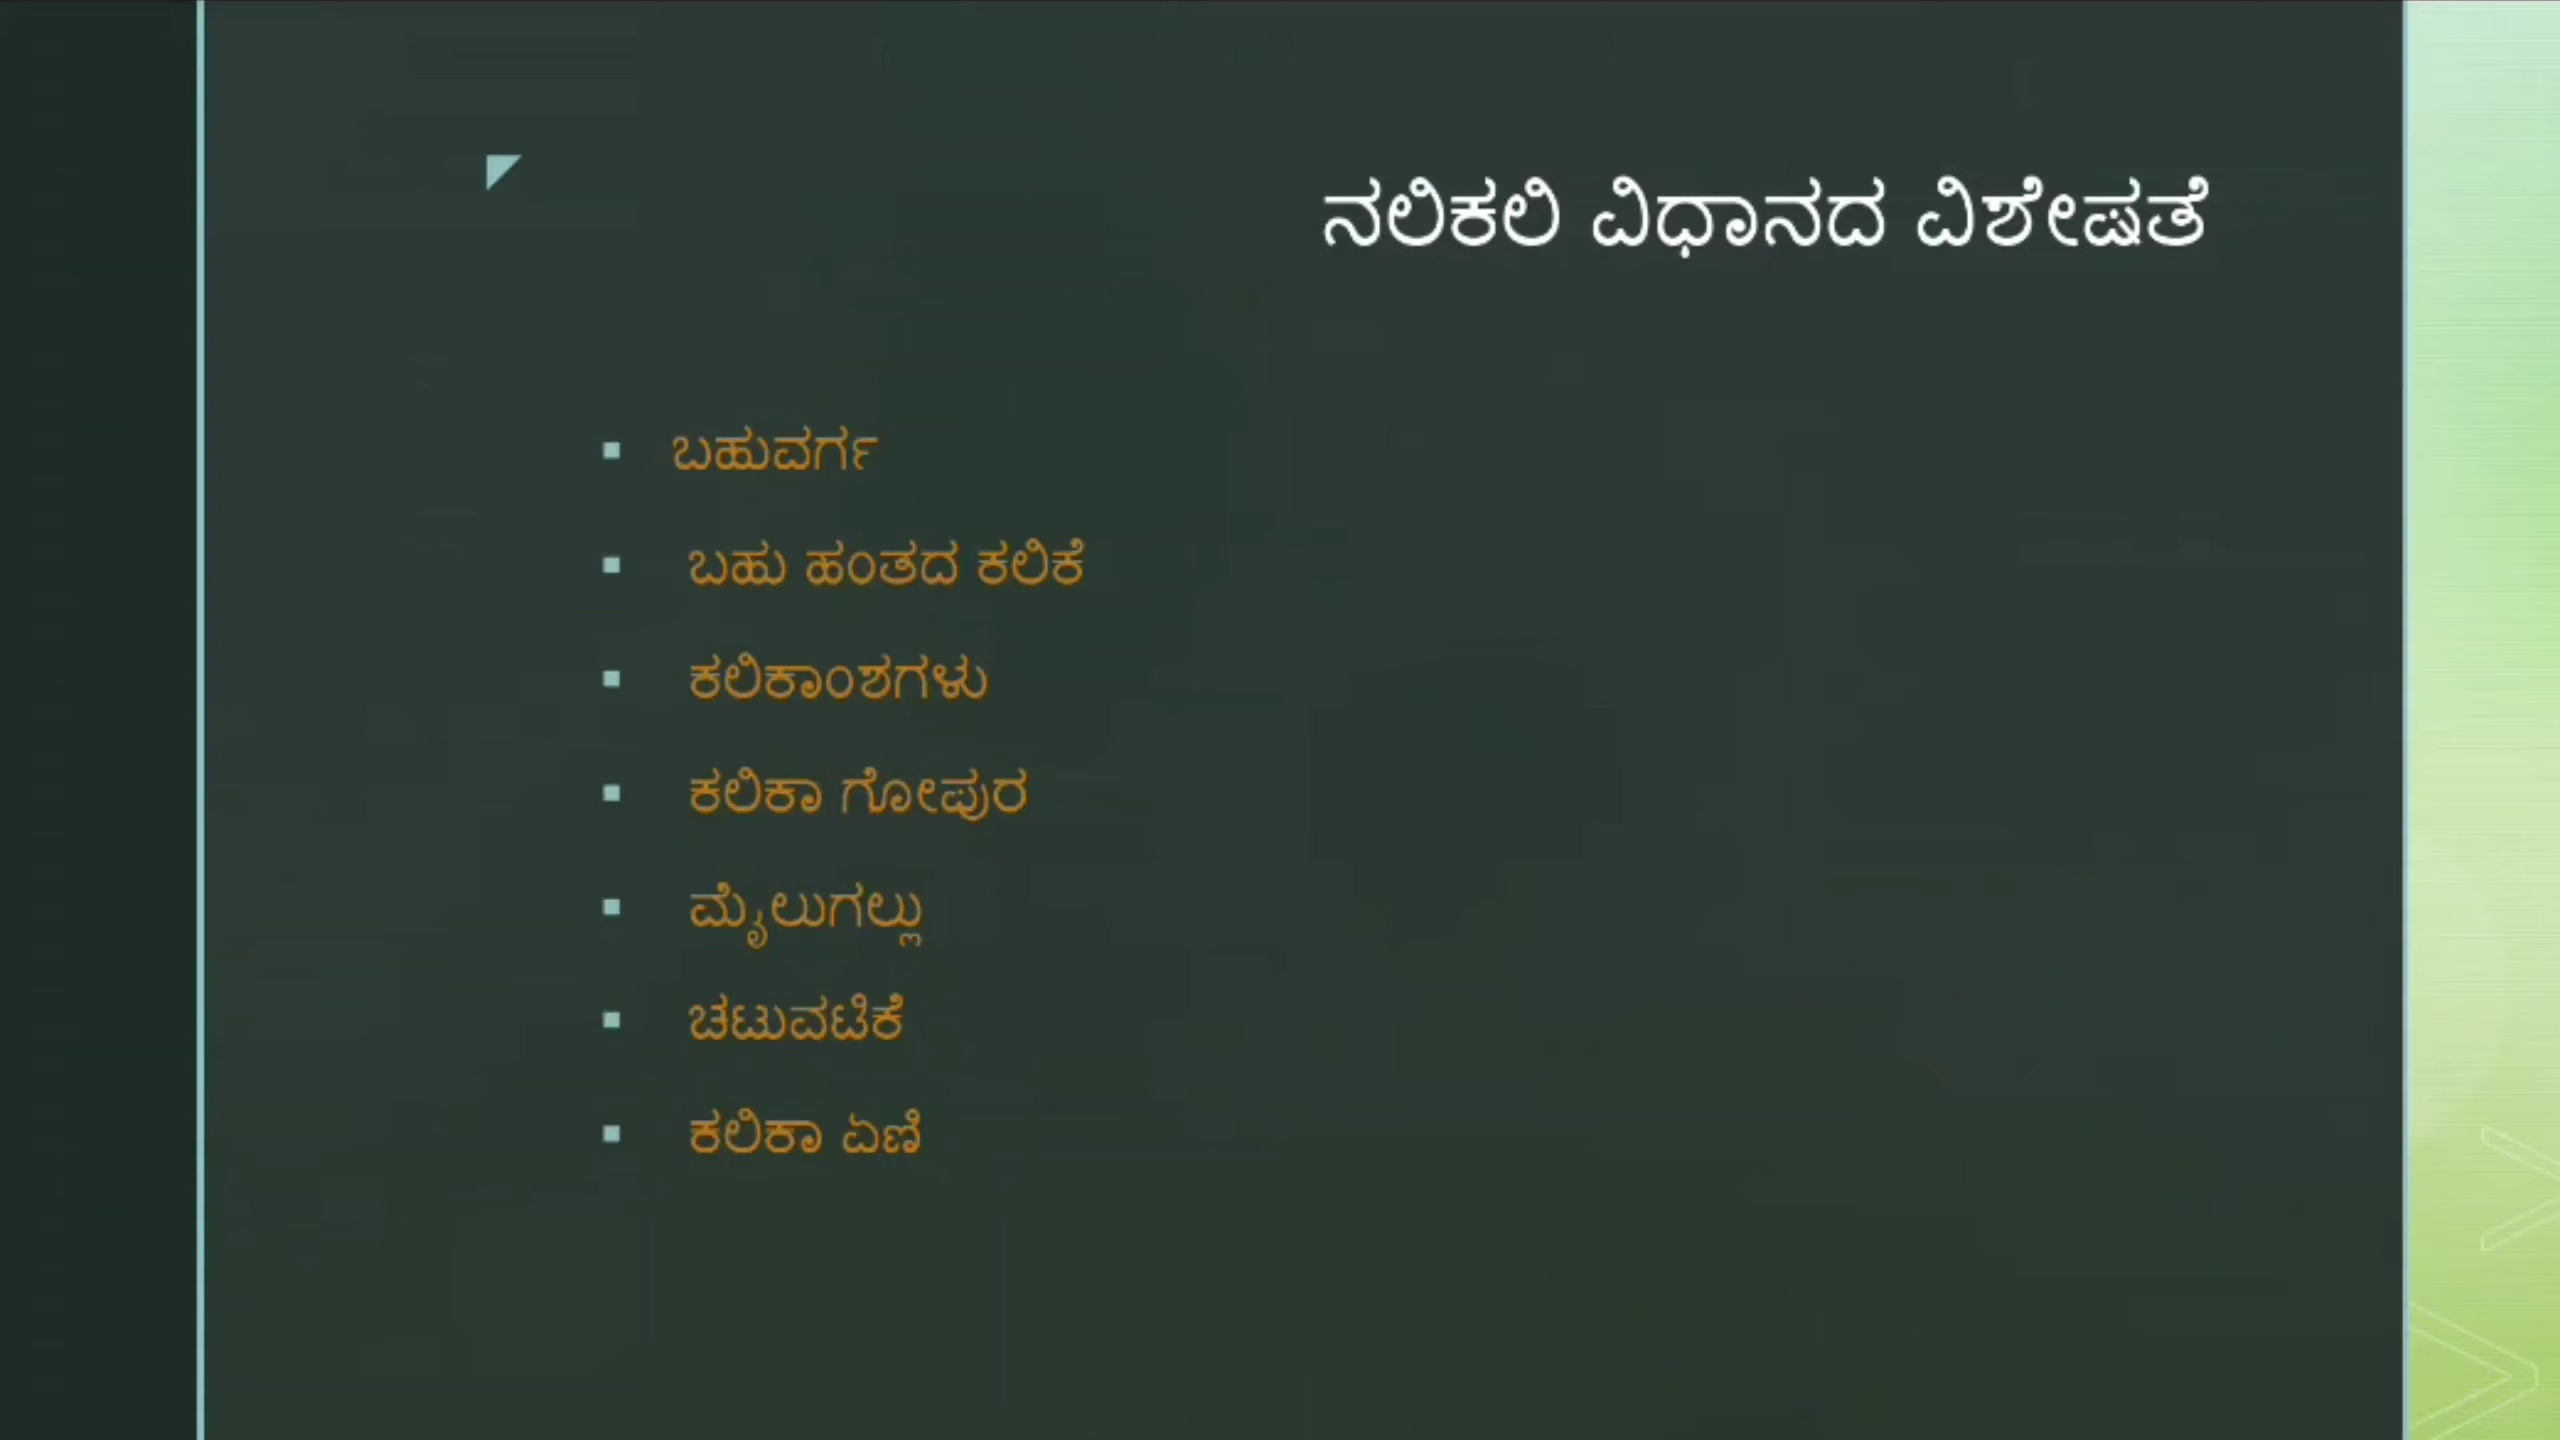 ನಲಿಕಲಿ ವಿಧಾನದ ವಿಶೇಷತೆ
ಬಹುವರ್ಗ
ಬಹು ಹಂತದ ಕಲಿಕೆ
ಕಲಿಕಾಂಶಗಳು
ಕಲಿಕಾ ಗೋಪುರ
ಮೈಲುಗಲ್ಲು
ಚಟುವಟಿಕೆ
ಕಲಿಕಾ ಏಣಿ